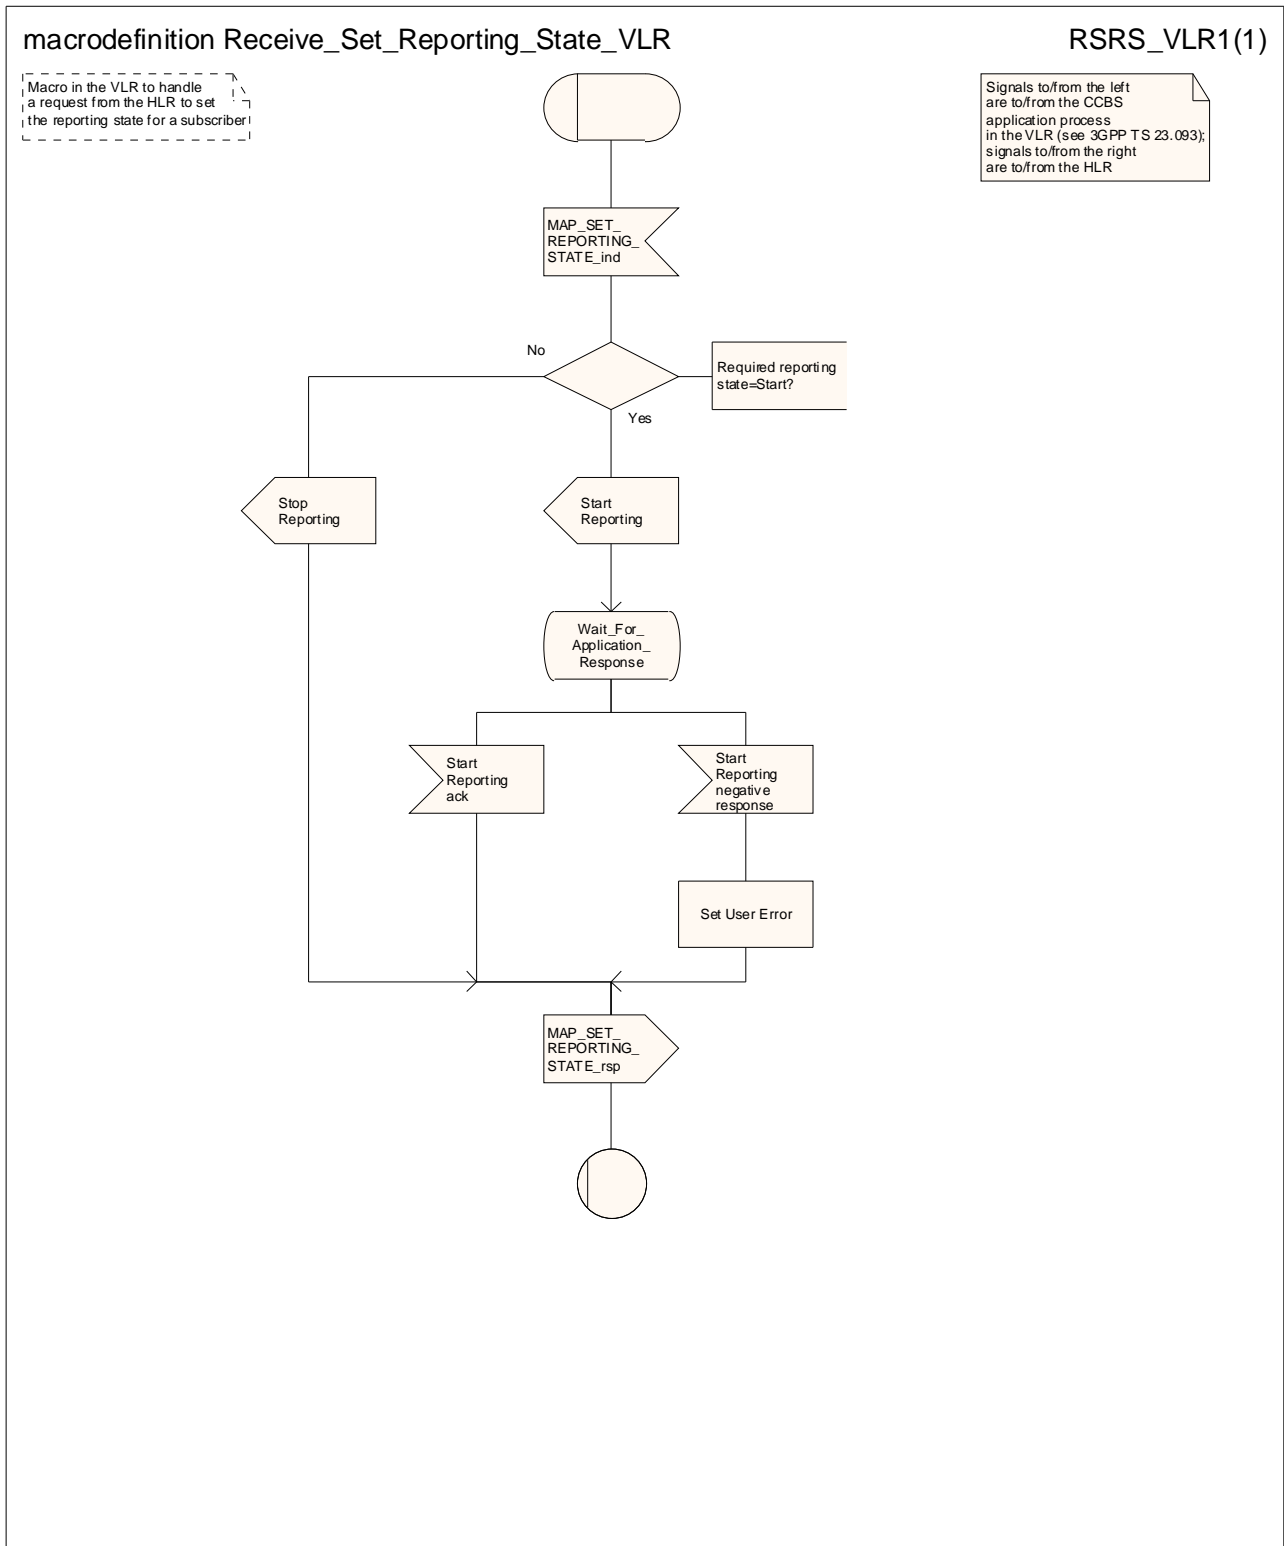 macrodefinition Receive_Set_Reporting_State_VLR
RSRS_VLR1(1)
Macro in the VLR to handle
a request from the HLR to set
the reporting state for a subscriber
Signals to/from the left
are to/from the CCBS
application process
in the VLR (see 3GPP TS 23.093);
signals to/from the right
are to/from the HLR
MAP_SET_
REPORTING_
STATE_ind
No
Required reporting
state=Start?
Yes
Stop
Reporting
Start
Reporting
Wait_For_
Application_
Response
Start
Reporting
ack
Start
Reporting
negative
response
Set User Error
MAP_SET_
REPORTING_
STATE_rsp